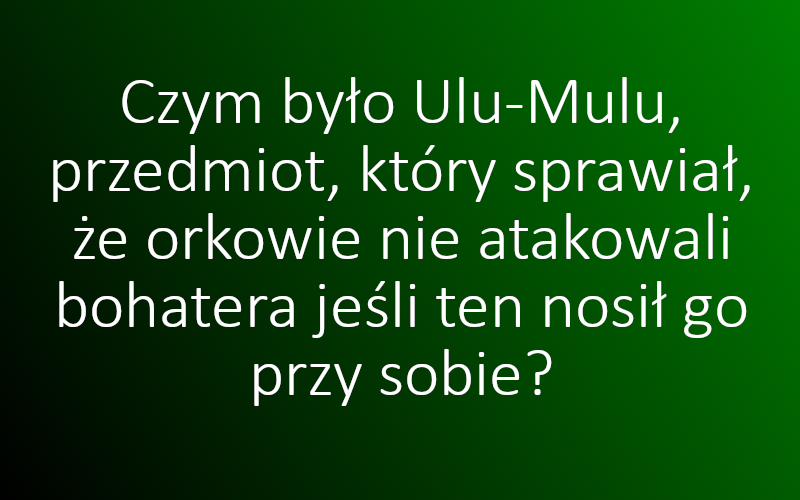 Czym było Ulu-Mulu,
przedmiot, który sprawiał,
że orkowie nie atakowali
bohatera jeśli ten nosił go
przy sobie?